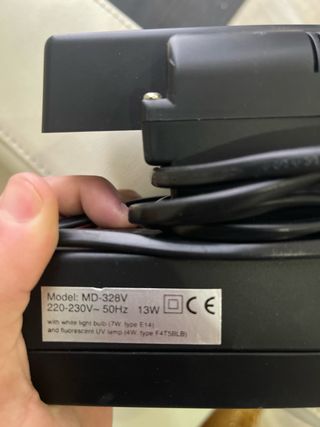 Model: MD-328V
220-230V~ 50Hz 13W CE
with white light bulb (7W. type E14)
and fluorescent UV lamp (4W. type F4T5BLB)